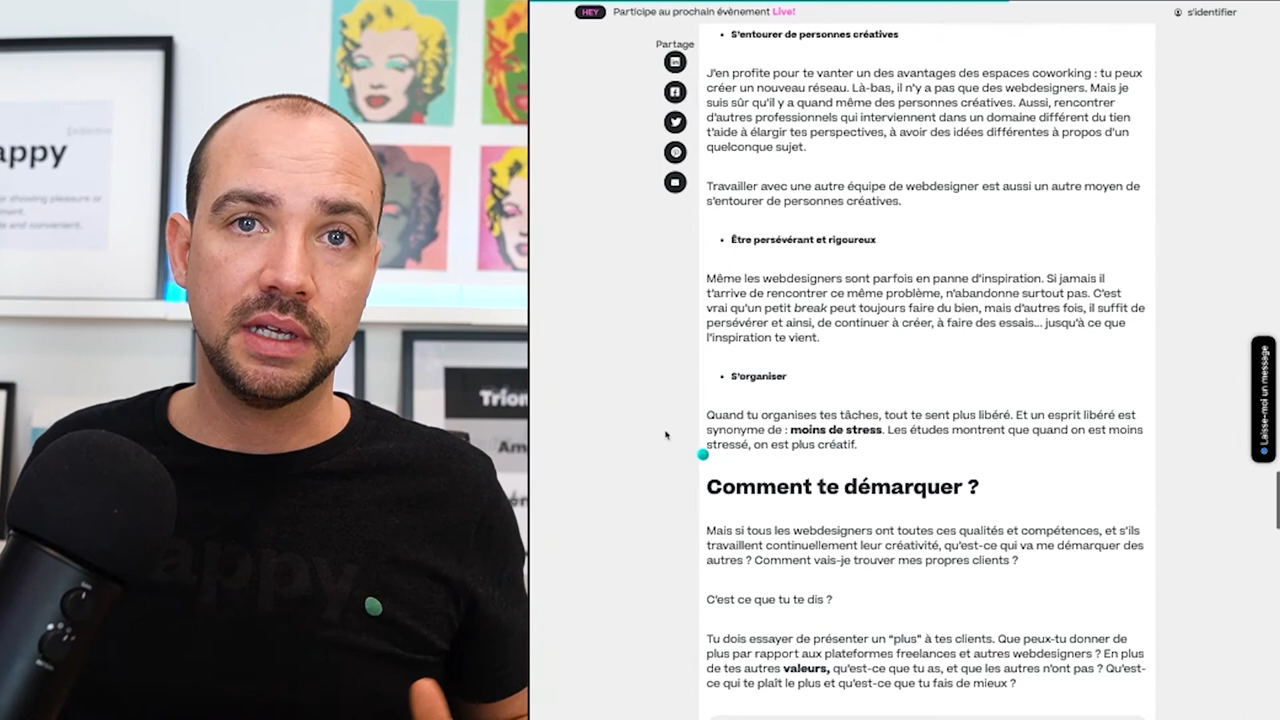 HEY Participe au prochain évènement Live!
s'identifier
Partage
appy
Trion
Am
appy
• S'entourer de personnes créatives
J'en profite pour te vanter un des avantages des espaces coworking : tu peux
créer un nouveau réseau. Là-bas, il n'y a pas que des webdesigners. Mais je
suis sûr qu'il y a quand même des personnes créatives. Aussi, rencontrer
d'autres professionnels qui interviennent dans un domaine différent du tien
t'aide à élargir tes perspectives, à avoir des idées différentes à propos d'un
quelconque sujet.
Travailler avec une autre équipe de webdesigner est aussi un autre moyen de
s'entourer de personnes créatives.
• Être persévérant et rigoureux
Même les webdesigners sont parfois en panne d'inspiration. Si jamais il
t'arrive de rencontrer ce même problème, n'abandonne surtout pas. C'est
vrai qu'un petit break peut toujours faire du bien, mais d'autres fois, il suffit de
persévérer et ainsi, de continuer à créer, à faire des essais... jusqu'à ce que
l'inspiration te vient.
• S'organiser
Quand tu organises tes tâches, tout te sent plus libéré. Et un esprit libéré est
synonyme de : moins de stress. Les études montrent que quand on est moins
stressé, on est plus créatif.
Comment te démarquer ?
Mais si tous les webdesigners ont toutes ces qualités et compétences, et s'ils
travaillent continuellement leur créativité, qu'est-ce qui va me démarquer des
autres ? Comment vais-je trouver mes propres clients ?
C'est ce que tu te dis ?
Tu dois essayer de présenter un "plus" à tes clients. Que peux-tu donner de
plus par rapport aux plateformes freelances et autres webdesigners ? En plus
de tes autres valeurs, qu'est-ce que tu as, et que les autres n'ont pas ? Qu'est-
ce qui te plaît le plus et qu'est-ce que tu fais de mieux ?
Laisse-moi un message